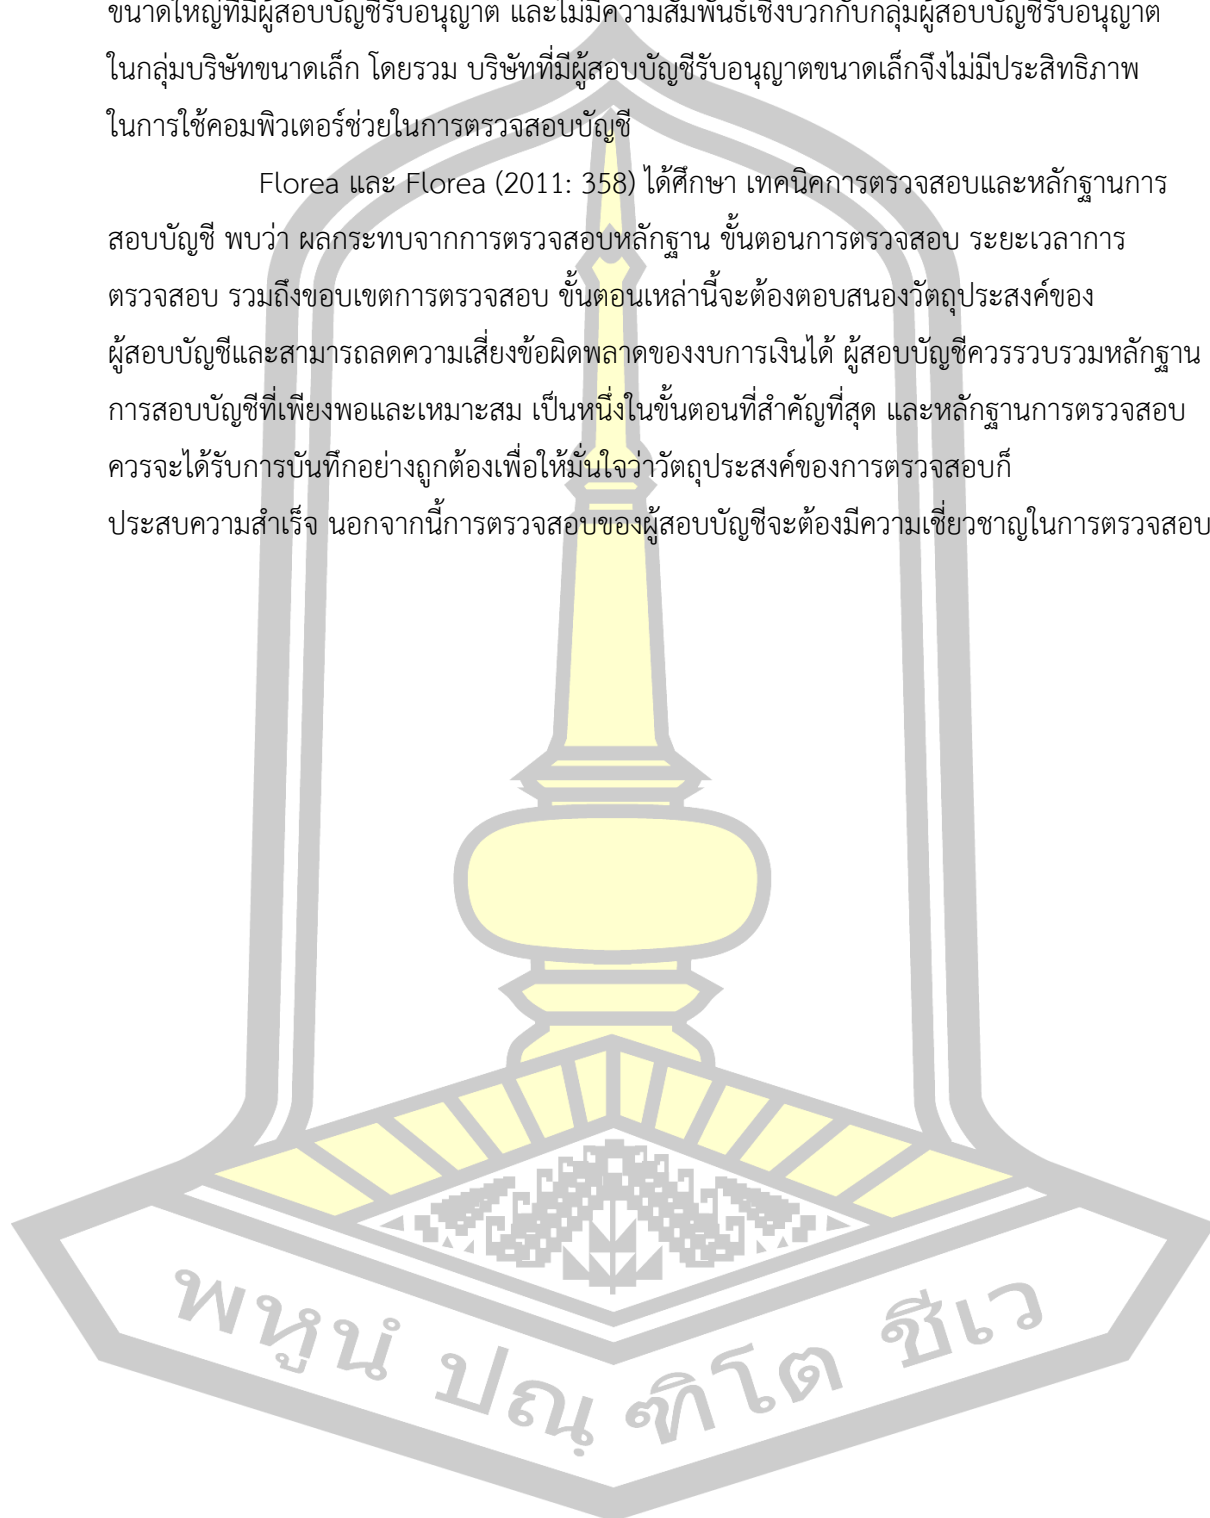 ขนาดใหญ่ที่มีผู้สอบบัญชีรับอนุญาต และไม่มีความสัมพันธ์เชิงบวกกับกลุ่มผู้สอบบัญชีรับอนุญาต
ในกลุ่มบริษัทขนาดเล็ก โดยรวม บริษัทที่มีผู้สอบบัญชีรับอนุญาตขนาดเล็กจึงไม่มีประสิทธิภาพ
ในการใช้คอมพิวเตอร์ช่วยในการตรวจสอบบัญชี
Florea และ Florea (2011: 358) ได้ศึกษา เทคนิคการตรวจสอบและหลักฐานการ
สอบบัญชี พบว่า ผลกระทบจากการตรวจสอบหลักฐาน ขั้นตอนการตรวจสอบ ระยะเวลาการ
ตรวจสอบ รวมถึงขอบเขตการตรวจสอบ ขั้นตอนเหล่านี้จะต้องตอบสนองวัตถุประสงค์ของ
ผู้สอบบัญชีและสามารถลดความเสี่ยงข้อผิดพลาดของงบการเงินได้ ผู้สอบบัญชีควรรวบรวมหลักฐาน
การสอบบัญชีที่เพียงพอและเหมาะสม เป็นหนึ่งในขั้นตอนที่สำคัญที่สุด และหลักฐานการตรวจสอบ
ควรจะได้รับการบันทึกอย่างถูกต้องเพื่อให้มั่นใจว่าวัตถุประสงค์ของการตรวจสอบก็
ประสบความสำเร็จ นอกจากนี้การตรวจสอบของผู้สอบบัญชีจะต้องมีความเชี่ยวชาญในการตรวจสอบ
พหูนํ ปณฺฑิโต ชีเว